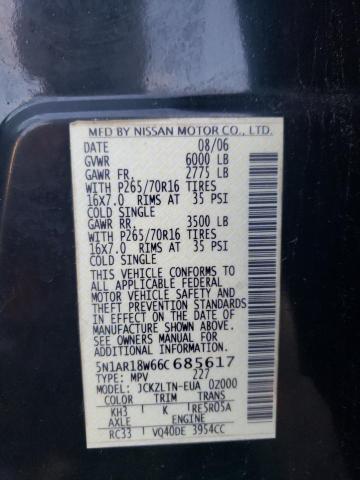 MFD BY NISSAN MOTOR CO., LTD.
DATE 08/06
GVWR 6000 LB
GAWR FR. 2775 LB
WITH P265/70R16 TIRES
16X7.0 RIMS AT 35 PSI
COLD SINGLE
GAWR RR. 3500 LB
WITH P265/70R16 TIRES
16X7.0 RIMS AT 35 PSI
COLD SINGLE
THIS VEHICLE CONFORMS TO
ALL APPLICABLE FEDERAL
MOTOR VEHICLE SAFETY AND
THEFT PREVENTION STANDARDS
IN EFFECT ON THE DATE OF
MANUFACTURE SHOWN ABOVE.
SEE OWNERS MANUAL.
5N1AR18W66C685617
TYPE: MPV 227
MODEL: JCKZLTN-EUA 0Z000
COLOR TRIM TRANS
KH3 K RE5R05A
AXLE ENGINE
RC33 VQ40DE 3954CC